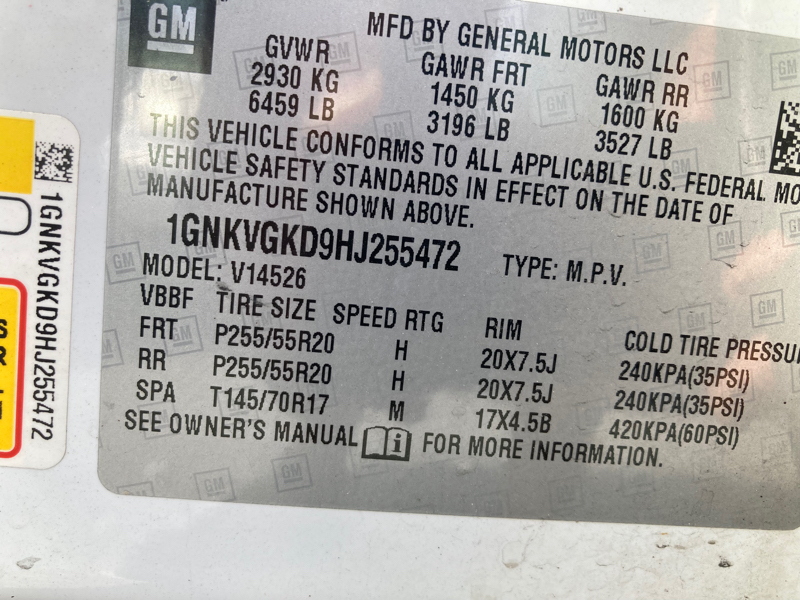 GM
MFD BY GENERAL MOTORS LLC
GVWR GAWR FRT GAWR RR
2930 KG 1450 KG 1600 KG
6459 LB 3196 LB 3527 LB
THIS VEHICLE CONFORMS TO ALL APPLICABLE U.S. FEDERAL MO
VEHICLE SAFETY STANDARDS IN EFFECT ON THE DATE OF
MANUFACTURE SHOWN ABOVE.
1GNKVGKD9HJ255472 TYPE: M.P.V.
MODEL: V14526
VBBF TIRE SIZE SPEED RTG RIM COLD TIRE PRESSU
FRT P255/55R20 H 20X7.5J 240KPA(35PSI)
RR P255/55R20 H 20X7.5J 240KPA(35PSI)
SPA T145/70R17 M 17X4.5B 420KPA(60PSI)
SEE OWNER'S MANUAL i FOR MORE INFORMATION.
1GNKVGKD9HJ255472